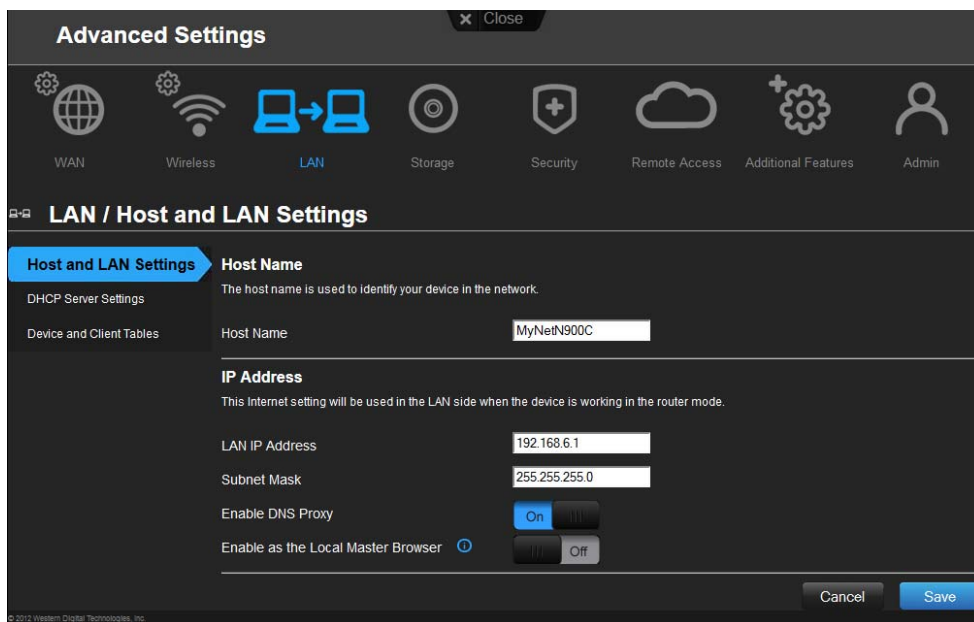 Close
Advanced Settings
WAN Wireless LAN Storage Security Remote Access Additional Features Admin
LAN / Host and LAN Settings
Host and LAN Settings
DHCP Server Settings
Device and Client Tables
Host Name
The host name is used to identify your device in the network.
Host Name MyNetN900C
IP Address
This Internet setting will be used in the LAN side when the device is working in the router mode.
LAN IP Address 192.168.6.1
Subnet Mask 255.255.255.0
Enable DNS Proxy On
Enable as the Local Master Browser Off
Cancel Save
© 2012 Western Digital Technologies, Inc.